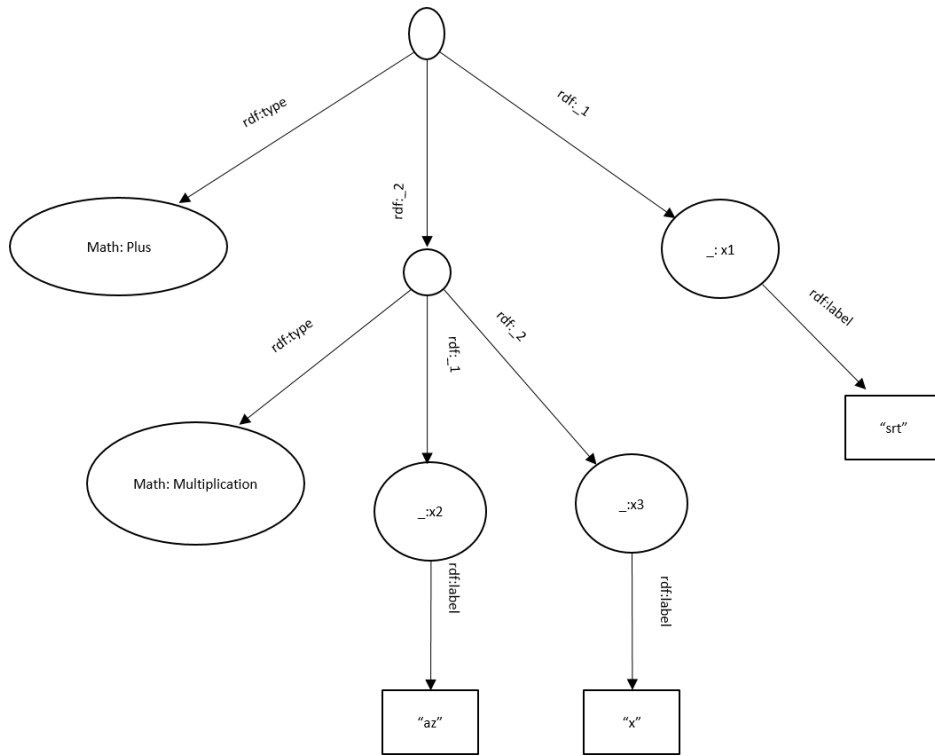 rdf:type
rdf:_2
rdf:_1
Math: Plus
_: x1
rdf:label
"srt"
rdf:type
rdf:_1
rdf:_2
Math: Multiplication
_:x2
_:x3
rdf:label
rdf:label
“az”
“x”